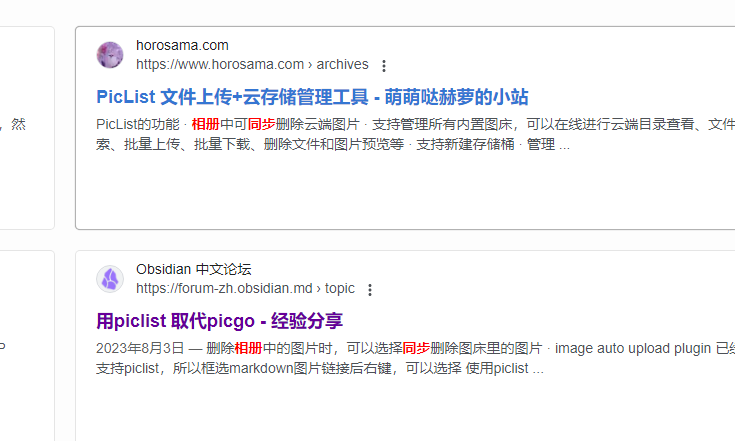 horosama.com
https://www.horosama.com › archives
PicList 文件上传+云存储管理工具 - 萌萌哒赫萝的小站
，然
PicList的功能 · 相册中可同步删除云端图片 · 支持管理所有内置图床，可以在线进行云端目录查看、文件
索、批量上传、批量下载、删除文件和图片预览等 · 支持新建存储桶 · 管理 ...
Obsidian 中文论坛
https://forum-zh.obsidian.md › topic
用piclist 取代picgo - 经验分享
2023年8月3日 — 删除相册中的图片时，可以选择同步删除图床里的图片 · image auto upload plugin 已
支持piclist，所以框选markdown图片链接后右键，可以选择 使用piclist ...